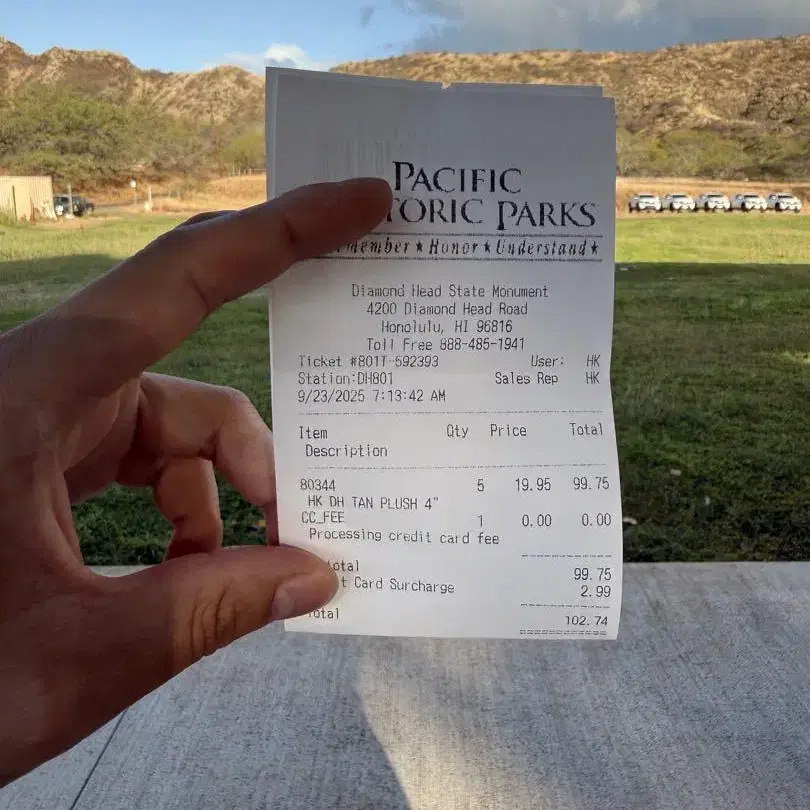 PACIFIC
TORIC PARKS
member ★ Honor ★ Understand ★
Diamond Head State Monument
4200 Diamond Head Road
Honolulu, HI 96816
Toll Free 888-485-1941
Ticket #801T-592393 User: HK
Station:DH801 Sales Rep HK
9/23/2025 7:13:42 AM
Item Qty Price Total
Description
80344 5 19.95 99.75
HK DH TAN PLUSH 4"
CC_FEE 1 0.00 0.00
Processing credit card fee
total 99.75
t Card Surcharge 2.99
Total 102.74